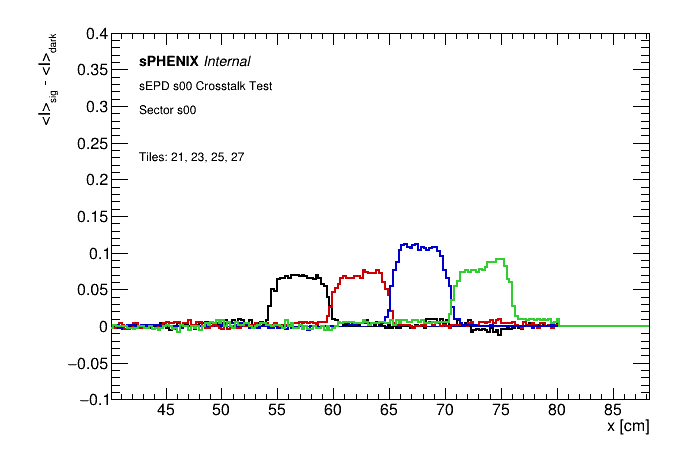 <I>sig - <I>dark
0.4
0.35
0.3
0.25
0.2
0.15
0.1
0.05
0
−0.05
−0.1
sPHENIX Internal
sEPD s00 Crosstalk Test
Sector s00
Tiles: 21, 23, 25, 27
45 50 55 60 65 70 75 80 85
x [cm]